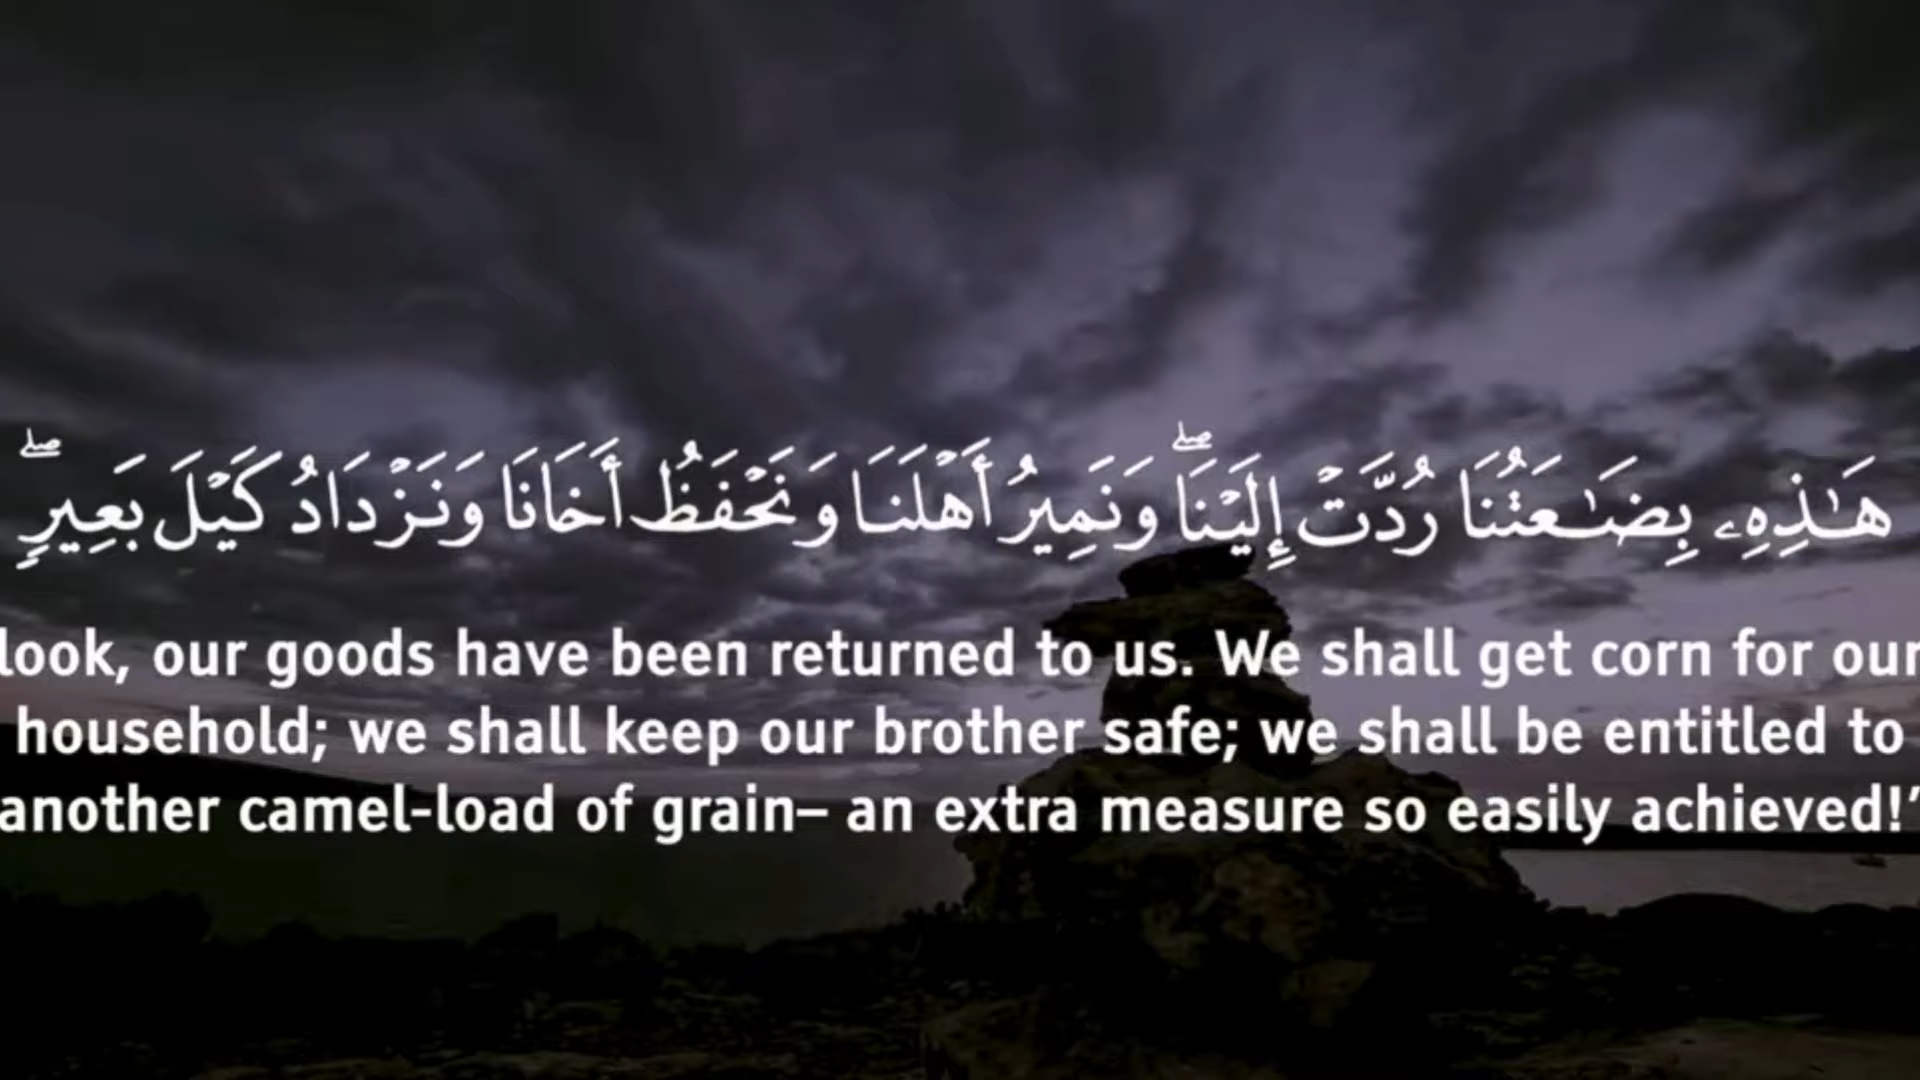 هَـٰذِهِۦ بِضَـٰعَتُنَا رُدَّتْ إِلَيْنَا ۖ وَنَمِيرُ أَهْلَنَا وَنَحْفَظُ أَخَانَا وَنَزْدَادُ كَيْلَ بَعِيرٍ ۖ
look, our goods have been returned to us. We shall get corn for our
household; we shall keep our brother safe; we shall be entitled to
another camel-load of grain– an extra measure so easily achieved!’